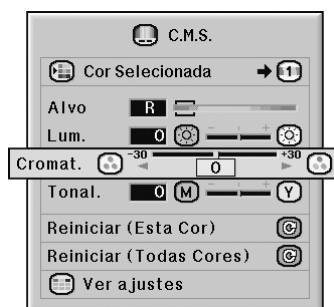 C.M.S.
Cor Selecionada 1
Alvo R
Lum. 0 - +
Cromat. -30 0 +30
Tonal. 0 M - + Y
Reiniciar (Esta Cor)
Reiniciar (Todas Cores)
Ver ajustes